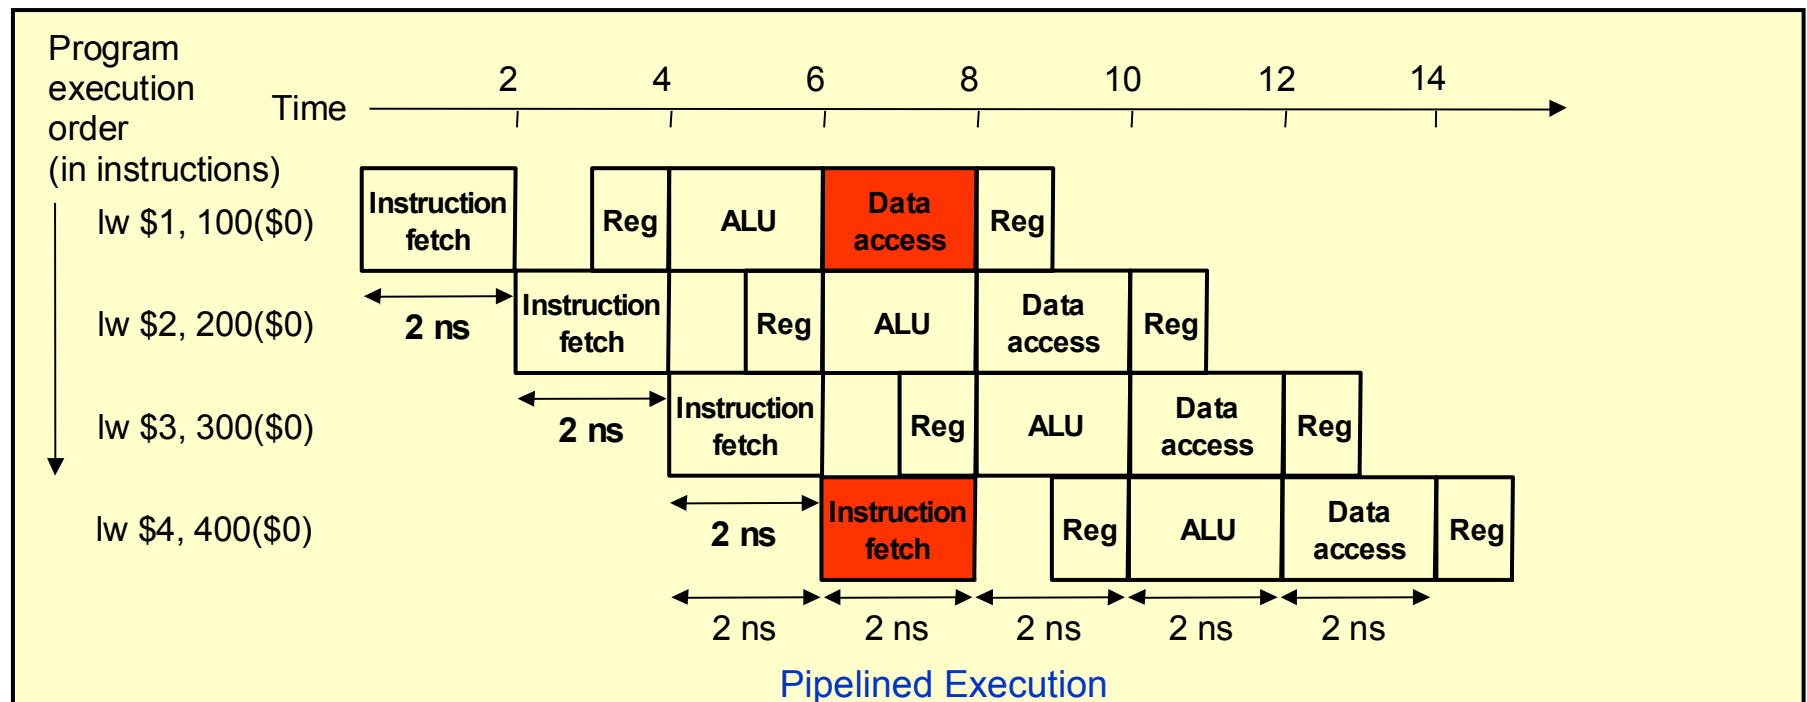 Program
execution
order
(in instructions)
Time
2 4 6 8 10 12 14
lw $1, 100($0)
Instruction
fetch
Reg
ALU
Data
access
Reg
2 ns
lw $2, 200($0)
Instruction
fetch
Reg
ALU
Data
access
Reg
2 ns
lw $3, 300($0)
Instruction
fetch
Reg
ALU
Data
access
Reg
2 ns
lw $4, 400($0)
Instruction
fetch
Reg
ALU
Data
access
Reg
2 ns 2 ns 2 ns 2 ns 2 ns
Pipelined Execution